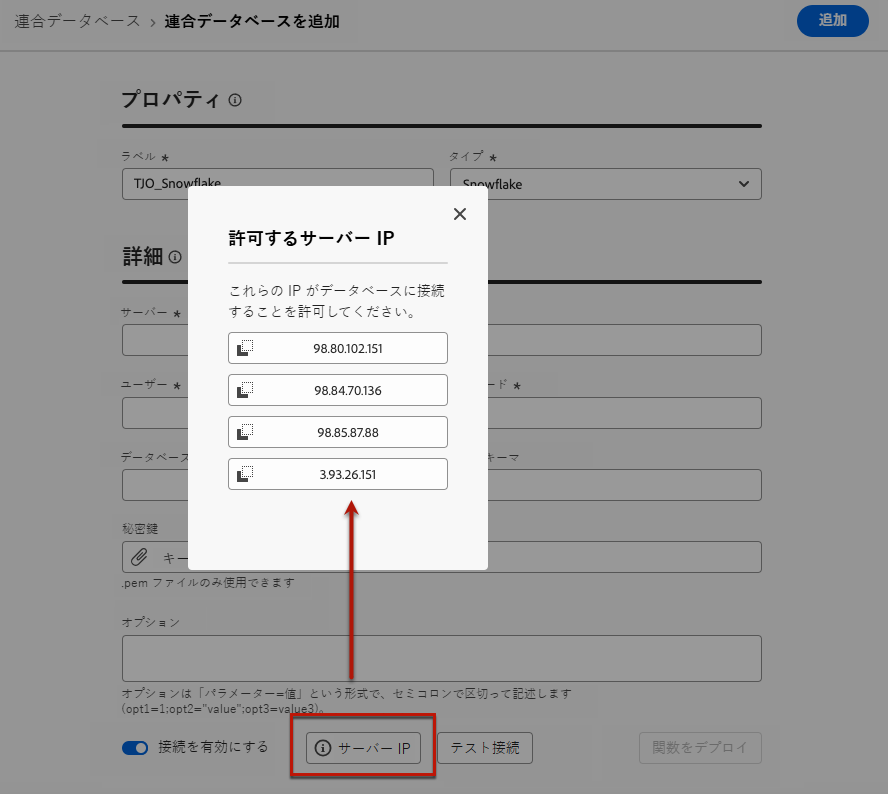 連合データベース › 連合データベースを追加
追加
プロパティ
ラベル *
タイプ *
TJO_Snowflake
Snowflake
許可するサーバー IP
これらの IP がデータベースに接続
することを許可してください。
98.80.102.151
98.84.70.136
98.85.87.88
3.93.26.151
詳細
サーバー *
ユーザー *
ード *
データベース
キーマ
秘密鍵
キー
.pem ファイルのみ使用できます
オプション
オプションは「パラメーター=値」という形式で、セミコロンで区切って記述します
(opt1=1;opt2="value";opt3=value3)。
接続を有効にする
サーバー IP
テスト接続
関数をデプロイ